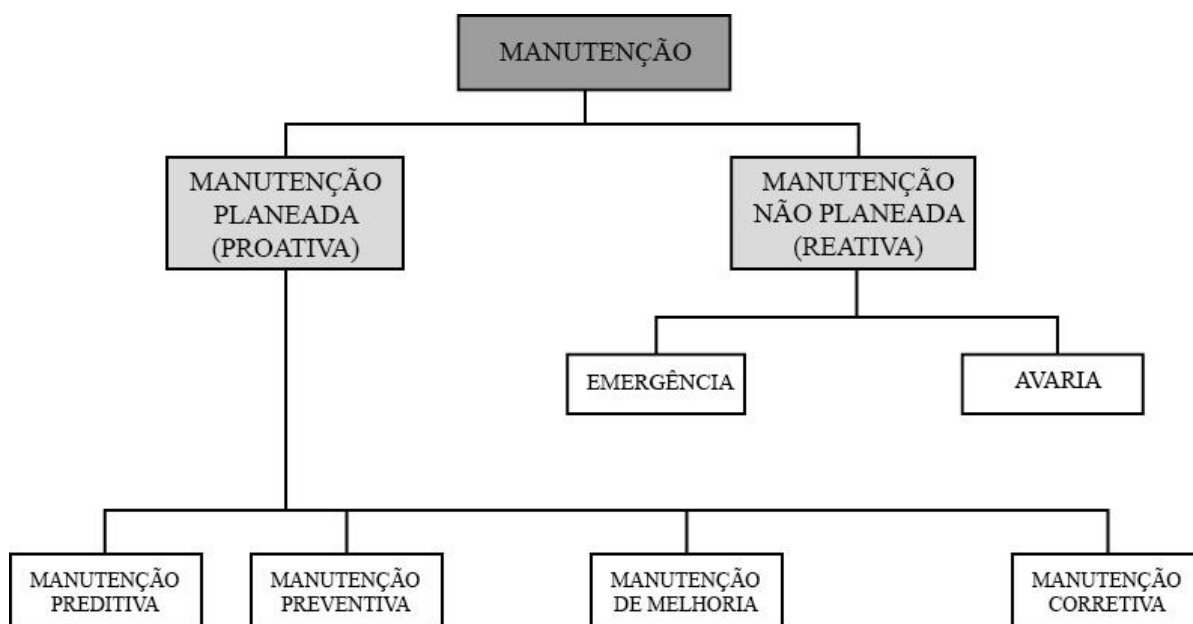 MANUTENÇÃO
MANUTENÇÃO
PLANEADA
(PROATIVA)
MANUTENÇÃO
NÃO PLANEADA
(REATIVA)
EMERGÊNCIA
AVARIA
MANUTENÇÃO
PREDITIVA
MANUTENÇÃO
PREVENTIVA
MANUTENÇÃO
DE MELHORIA
MANUTENÇÃO
CORRETIVA